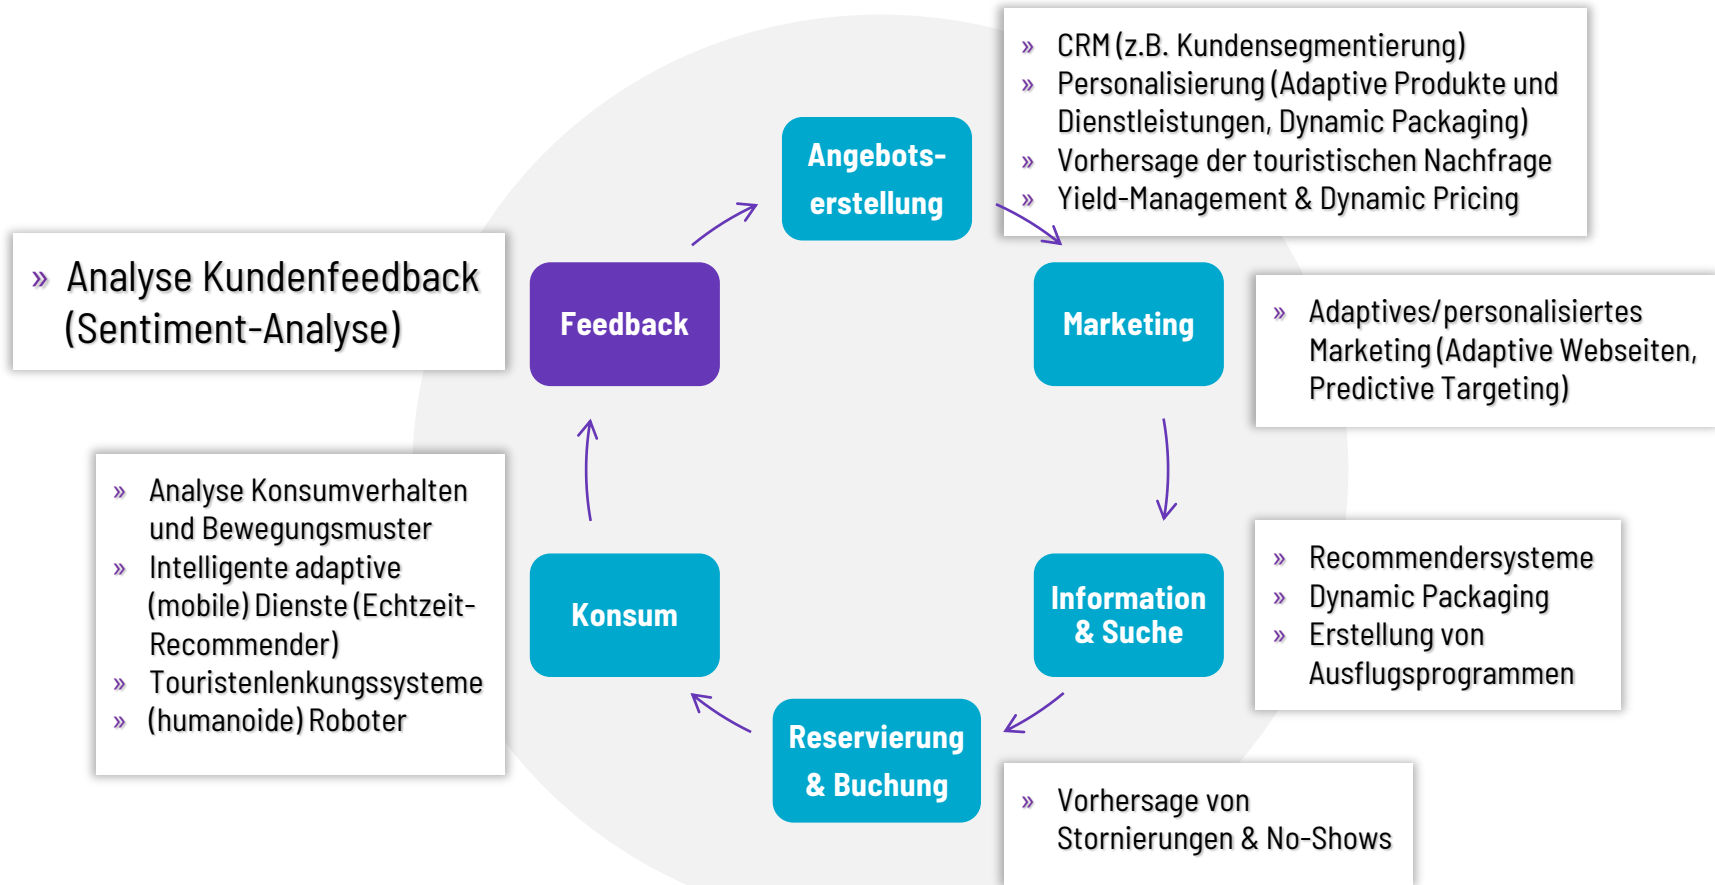 Angebots-
erstellung
» CRM (z.B. Kundensegmentierung)
» Personalisierung (Adaptive Produkte und
Dienstleistungen, Dynamic Packaging)
» Vorhersage der touristischen Nachfrage
» Yield-Management & Dynamic Pricing
Marketing
» Adaptives/personalisiertes
Marketing (Adaptive Webseiten,
Predictive Targeting)
Information
& Suche
» Recommendersysteme
» Dynamic Packaging
» Erstellung von
Ausflugsprogrammen
Reservierung
& Buchung
» Vorhersage von
Stornierungen & No-Shows
Konsum
» Analyse Konsumverhalten
und Bewegungsmuster
» Intelligente adaptive
(mobile) Dienste (Echtzeit-
Recommender)
» Touristenlenkungssysteme
» (humanoide) Roboter
Feedback
» Analyse Kundenfeedback
(Sentiment-Analyse)